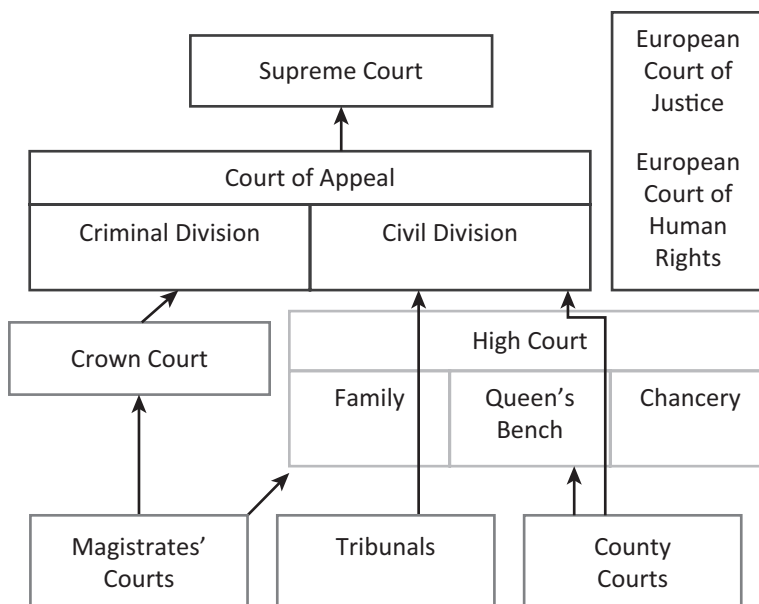 Supreme Court
European
Court of
Justice
European
Court of
Human
Rights
Court of Appeal
Criminal Division
Civil Division
Crown Court
High Court
Family
Queen's
Bench
Chancery
Magistrates'
Courts
Tribunals
County
Courts